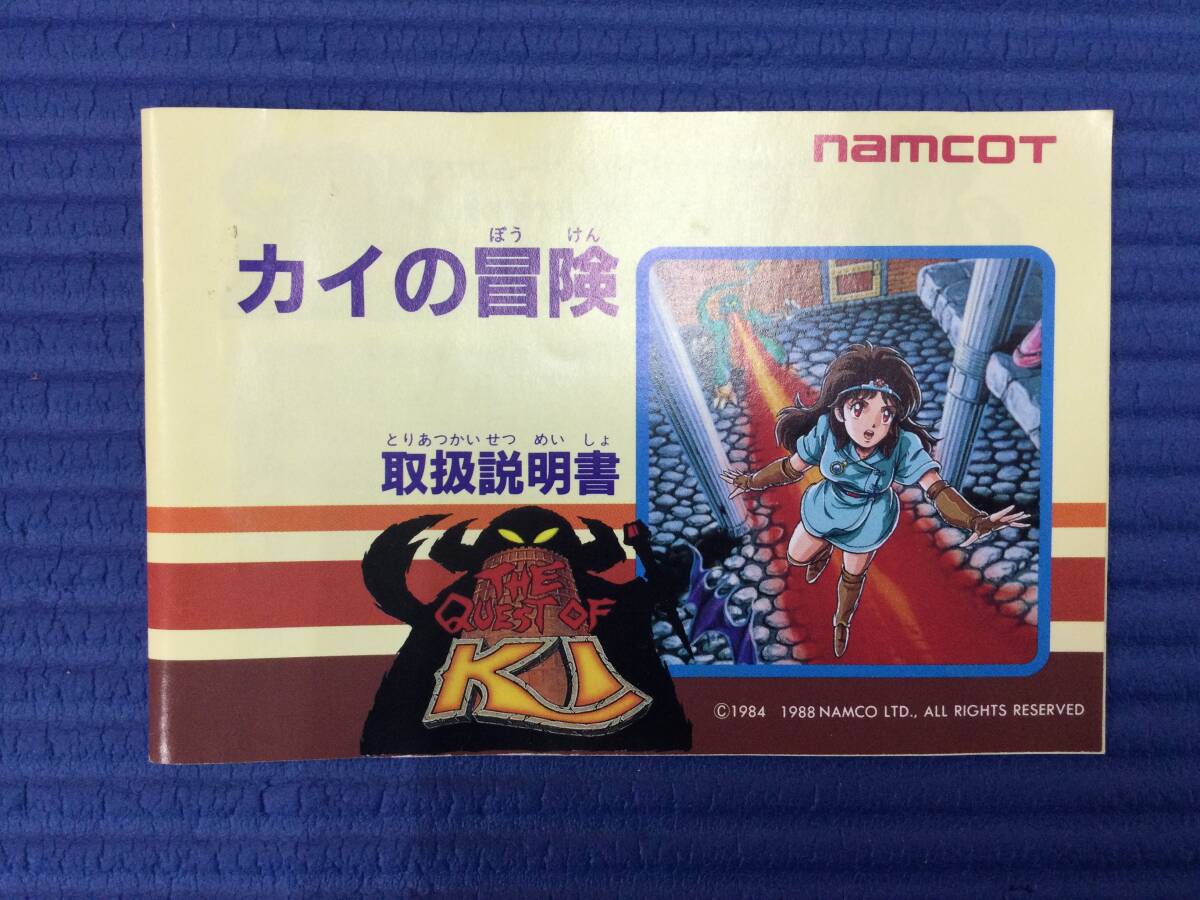 namcoT
ぼう けん
カイの冒険
とりあつかい せつ めい しょ
取扱説明書
THE
QUEST OF
KI
©1984 1988 NAMCO LTD., ALL RIGHTS RESERVED